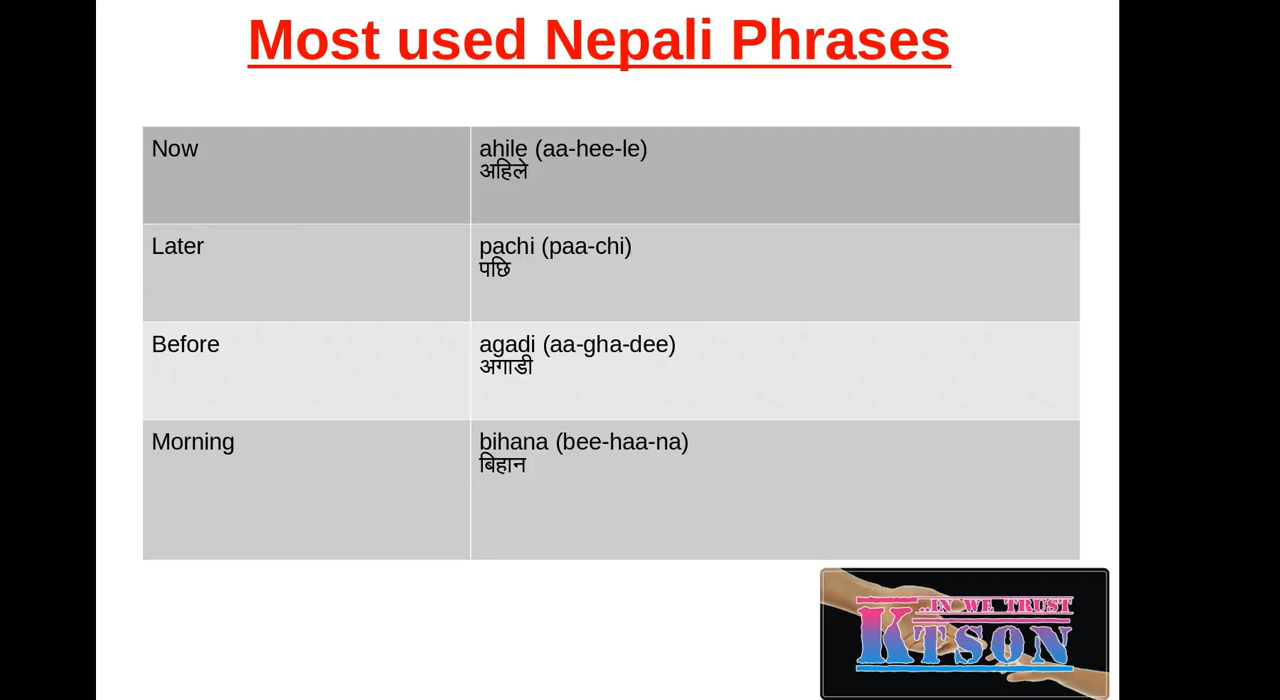 Most used Nepali Phrases
Now
ahile (aa-hee-le)
अहिले
Later
pachi (paa-chi)
पछि
Before
agadi (aa-gha-dee)
अगाडी
Morning
bihana (bee-haa-na)
बिहान
..IN WE TRUST
KTSON